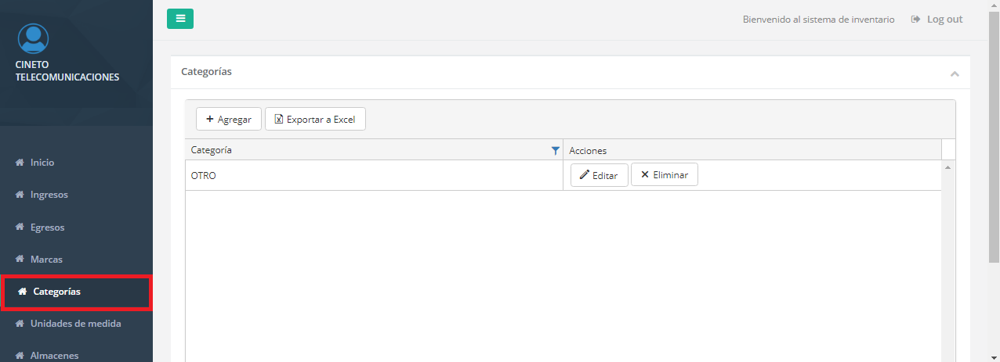 Bienvenido al sistema de inventario Log out
CINETO
TELECOMUNICACIONES
Inicio
Ingresos
Egresos
Marcas
Categorías
Unidades de medida
Almacenes
Categorías
Agregar Exportar a Excel
Categoría Acciones
OTRO Editar Eliminar